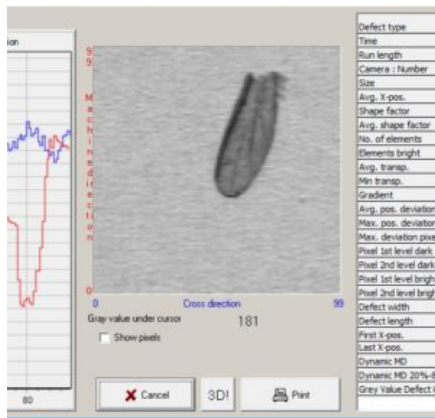 tion
99
Machine direction
0
0 Cross direction 99
Gray value under cursor 181
Show pixels
Cancel
3D!
Print
80
Defect type
Time
Run length
Camera : Number
Size
Avg. X-pos.
Shape factor
Avg. shape factor
No. of elements
Elements bright
Avg. transp.
Min transp.
Gradient
Avg. pos. deviation
Max. pos. deviation
Max. deviation pixe
Pixel 1st level dark
Pixel 2nd level dark
Pixel 1st level brigh
Pixel 2nd level brigh
Defect width
Defect length
First X-pos.
Last X-pos.
Dynamic MD
Dynamic MD 20%-8
Grey Value Defect